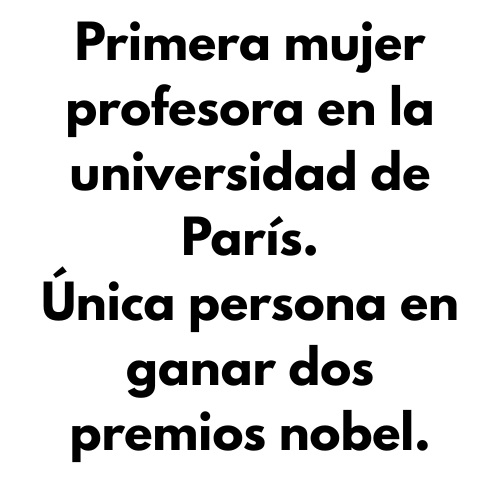 Primera mujer
profesora en la
universidad de
París.
Única persona en
ganar dos
premios nobel.